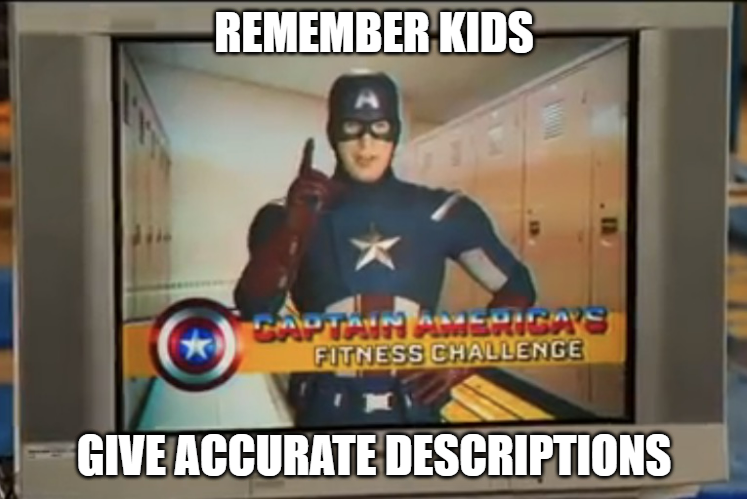 REMEMBER KIDS
A
CAPTAIN AMERICA'S
FITNESS CHALLENGE
GIVE ACCURATE DESCRIPTIONS